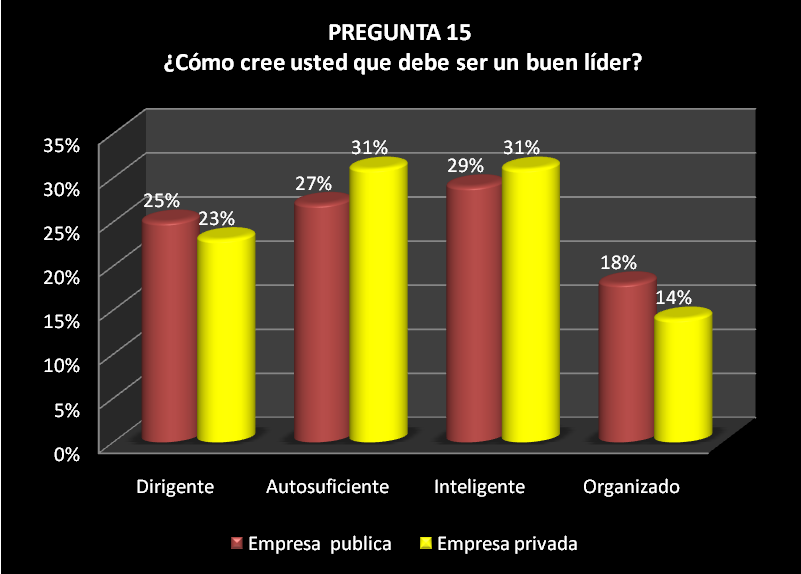 PREGUNTA 15
¿Cómo cree usted que debe ser un buen líder?
35%
30%
25%
20%
15%
10%
5%
0%
25%
23%
27%
31%
29%
31%
18%
14%
Dirigente
Autosuficiente
Inteligente
Organizado
Empresa publica
Empresa privada